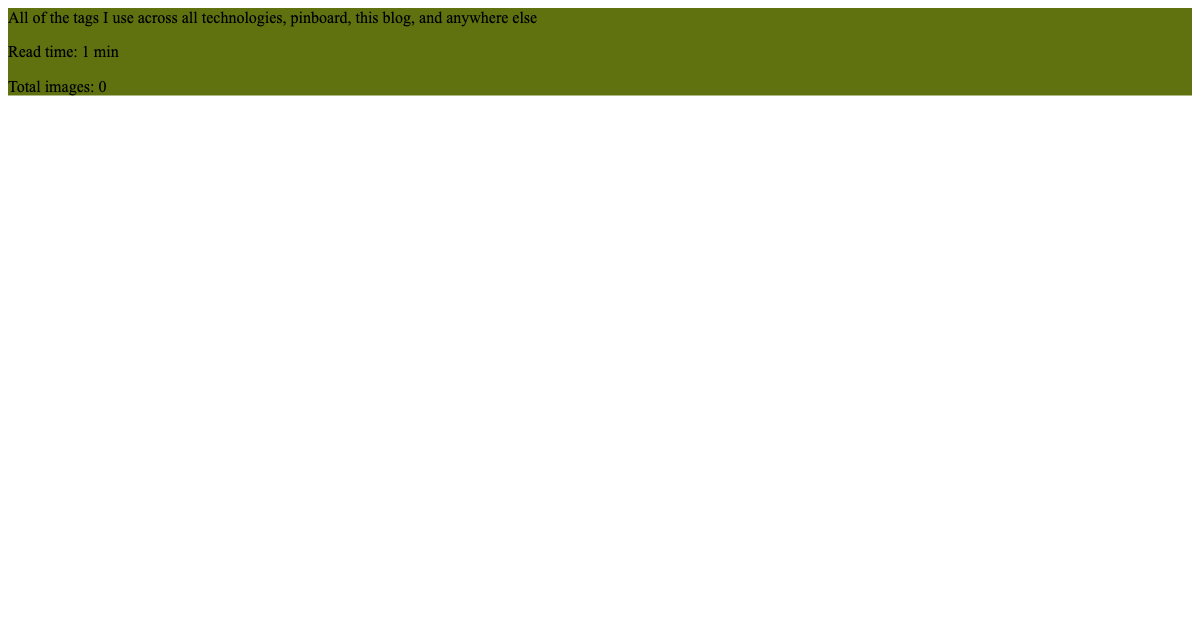 All of the tags I use across all technologies, pinboard, this blog, and anywhere else
Read time: 1 min
Total images: 0